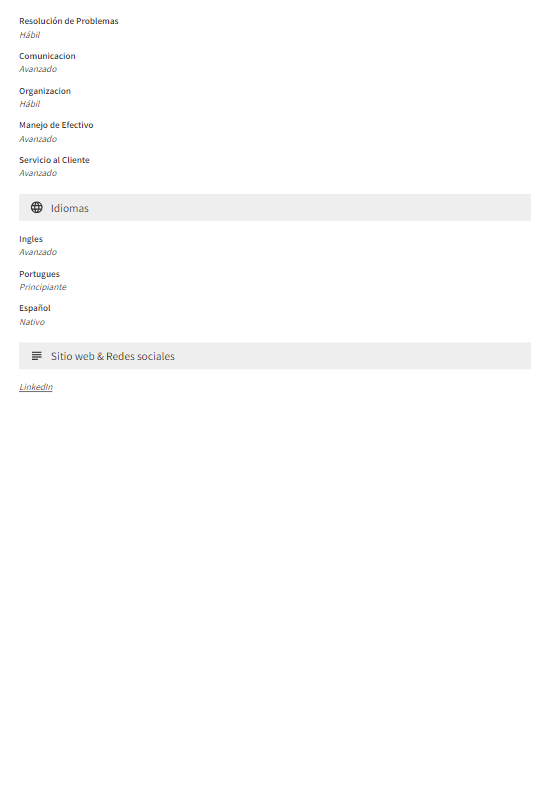 Resolución de Problemas
Hábil
Comunicacion
Avanzado
Organizacion
Hábil
Manejo de Efectivo
Avanzado
Servicio al Cliente
Avanzado
Idiomas
Ingles
Avanzado
Portugues
Principiante
Español
Nativo
Sitio web & Redes sociales
LinkedIn